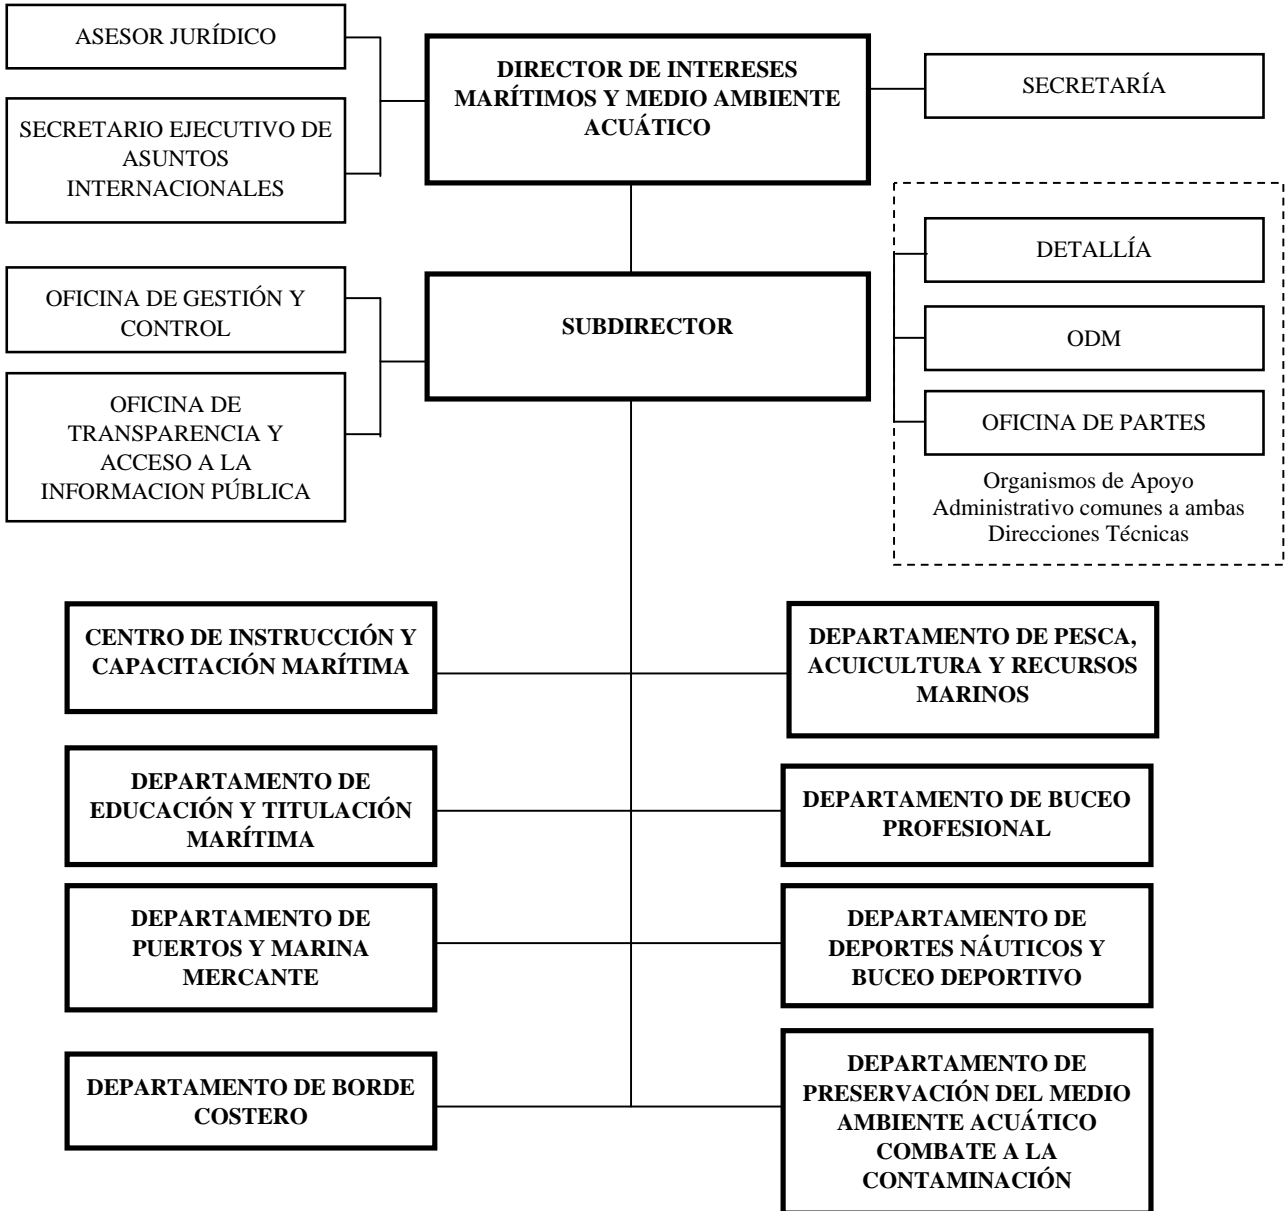 ASESOR JURÍDICO
DIRECTOR DE INTERESES
MARÍTIMOS Y MEDIO AMBIENTE
ACUÁTICO
SECRETARÍA
SECRETARIO EJECUTIVO DE
ASUNTOS
INTERNACIONALES
OFICINA DE GESTIÓN Y
CONTROL
SUBDIRECTOR
OFICINA DE
TRANSPARENCIA Y
ACCESO A LA
INFORMACION PÚBLICA
DETALLÍA
ODM
OFICINA DE PARTES
Organismos de Apoyo
Administrativo comunes a ambas
Direcciones Técnicas
CENTRO DE INSTRUCCIÓN Y
CAPACITACIÓN MARÍTIMA
DEPARTAMENTO DE PESCA,
ACUICULTURA Y RECURSOS
MARINOS
DEPARTAMENTO DE
EDUCACIÓN Y TITULACIÓN
MARÍTIMA
DEPARTAMENTO DE BUCEO
PROFESIONAL
DEPARTAMENTO DE
PUERTOS Y MARINA
MERCANTE
DEPARTAMENTO DE
DEPORTES NÁUTICOS Y
BUCEO DEPORTIVO
DEPARTAMENTO DE BORDE
COSTERO
DEPARTAMENTO DE
PRESERVACIÓN DEL MEDIO
AMBIENTE ACUÁTICO
COMBATE A LA
CONTAMINACIÓN